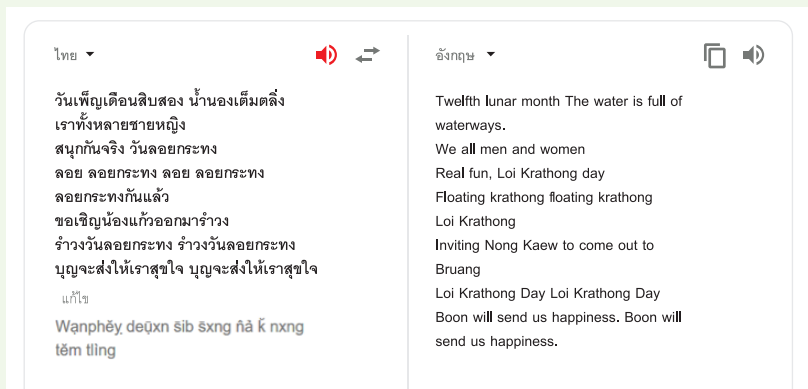 ไทย
วันเพ็ญเดือนสิบสอง น้ำนองเต็มตลิ่ง
เราทั้งหลายชายหญิง
สนุกกันจริง วันลอยกระทง
ลอย ลอยกระทง ลอย ลอยกระทง
ลอยกระทงกันแล้ว
ขอเชิญน้องแก้วออกมารำวง
รำวงวันลอยกระทง รำวงวันลอยกระทง
บุญจะส่งให้เราสุขใจ บุญจะส่งให้เราสุขใจ
แก้ไข
Wạnphĕỵ deụ̄xn s̄ib s̄xng n̂ả k̆ nxng
tĕm tlìng
อังกฤษ
Twelfth lunar month The water is full of
waterways.
We all men and women
Real fun, Loi Krathong day
Floating krathong floating krathong
Loi Krathong
Inviting Nong Kaew to come out to
Bruang
Loi Krathong Day Loi Krathong Day
Boon will send us happiness. Boon will
send us happiness.